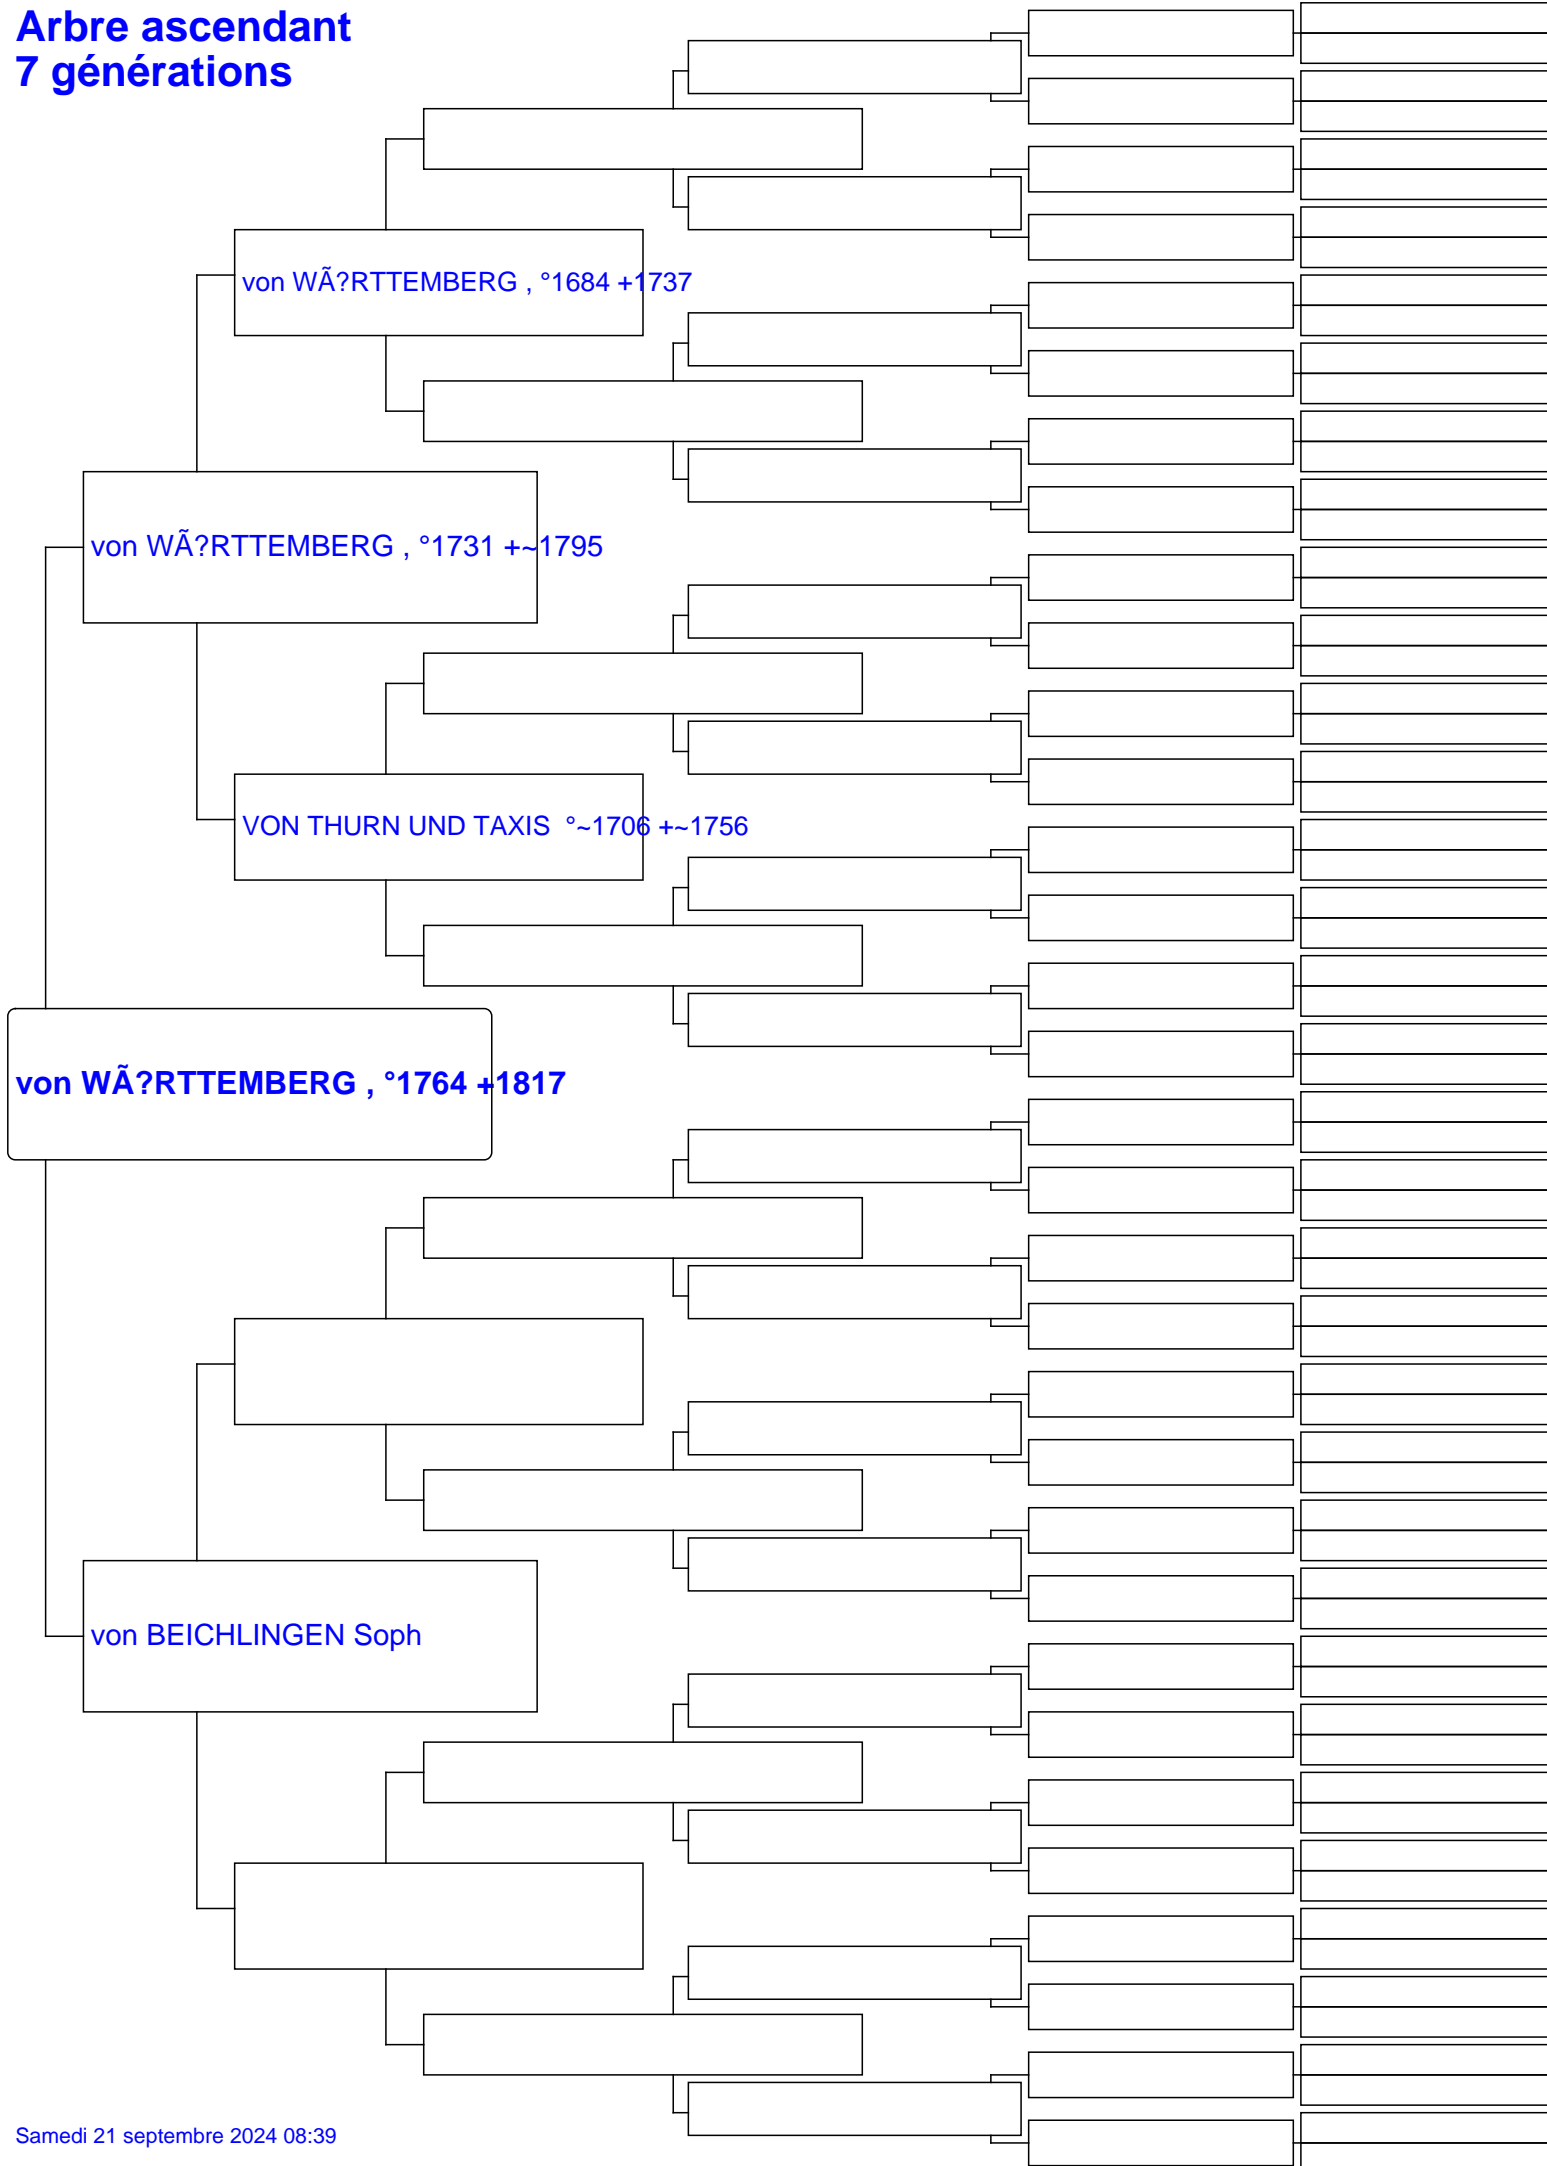 Arbre ascendant
7 générations
von WÃ?RTTEMBERG , °1684 +1737
von WÃ?RTTEMBERG , °1731 +~1795
VON THURN UND TAXIS  °~1706 +~1756
von WÃ?RTTEMBERG , °1764 +1817
von BEICHLINGEN Soph
Samedi 21 septembre 2024 08:39